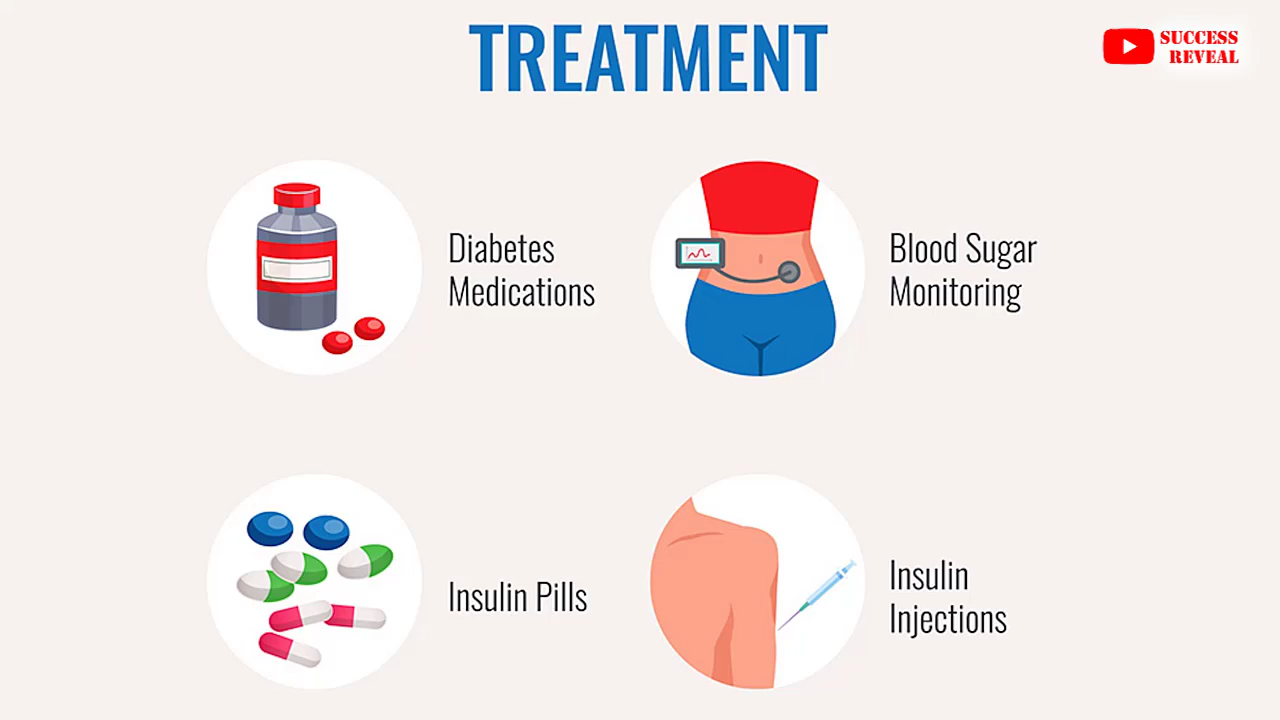 TREATMENT
SUCCESS
REVEAL
Diabetes
Medications
Blood Sugar
Monitoring
Insulin Pills
Insulin
Injections